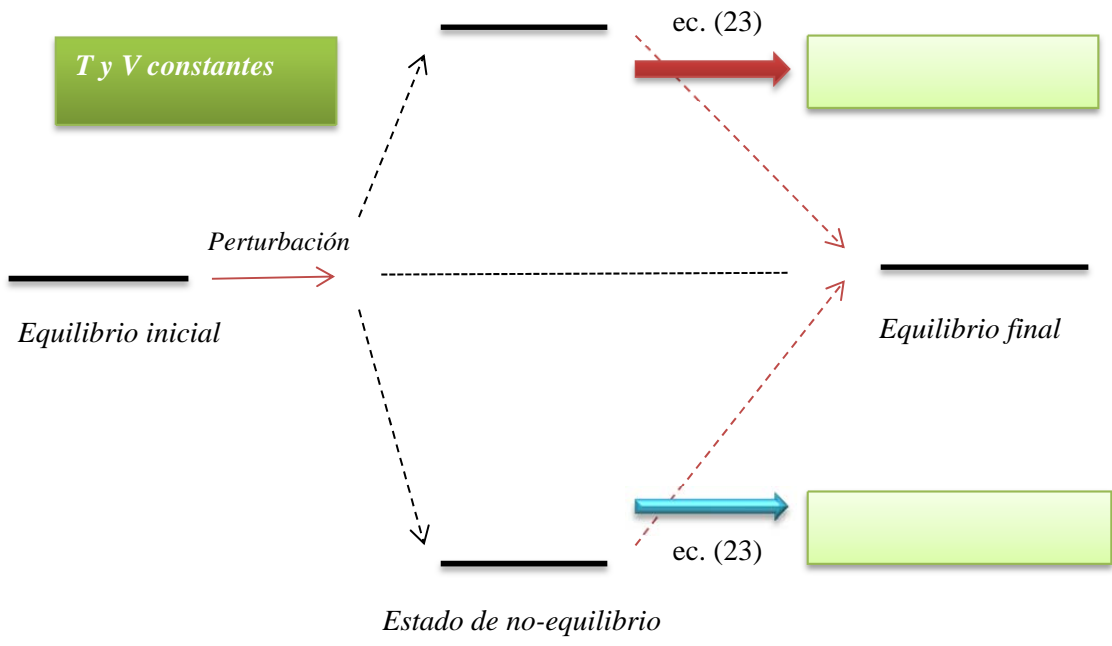 ec. (23)
T y V constantes
Perturbación
Equilibrio inicial
Equilibrio final
ec. (23)
Estado de no-equilibrio